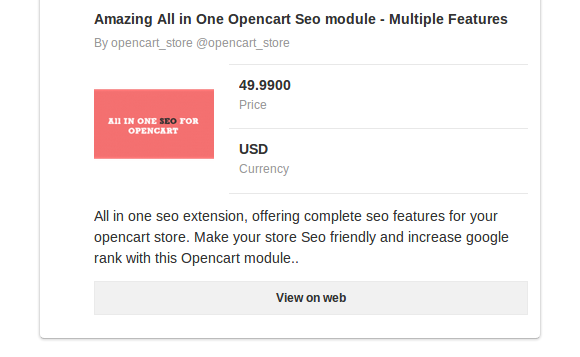 Amazing All in One Opencart Seo module - Multiple Features
By opencart_store @opencart_store
All IN ONE SEO FOR
OPENCART
49.9900
Price
USD
Currency
All in one seo extension, offering complete seo features for your
opencart store. Make your store Seo friendly and increase google
rank with this Opencart module..
View on web